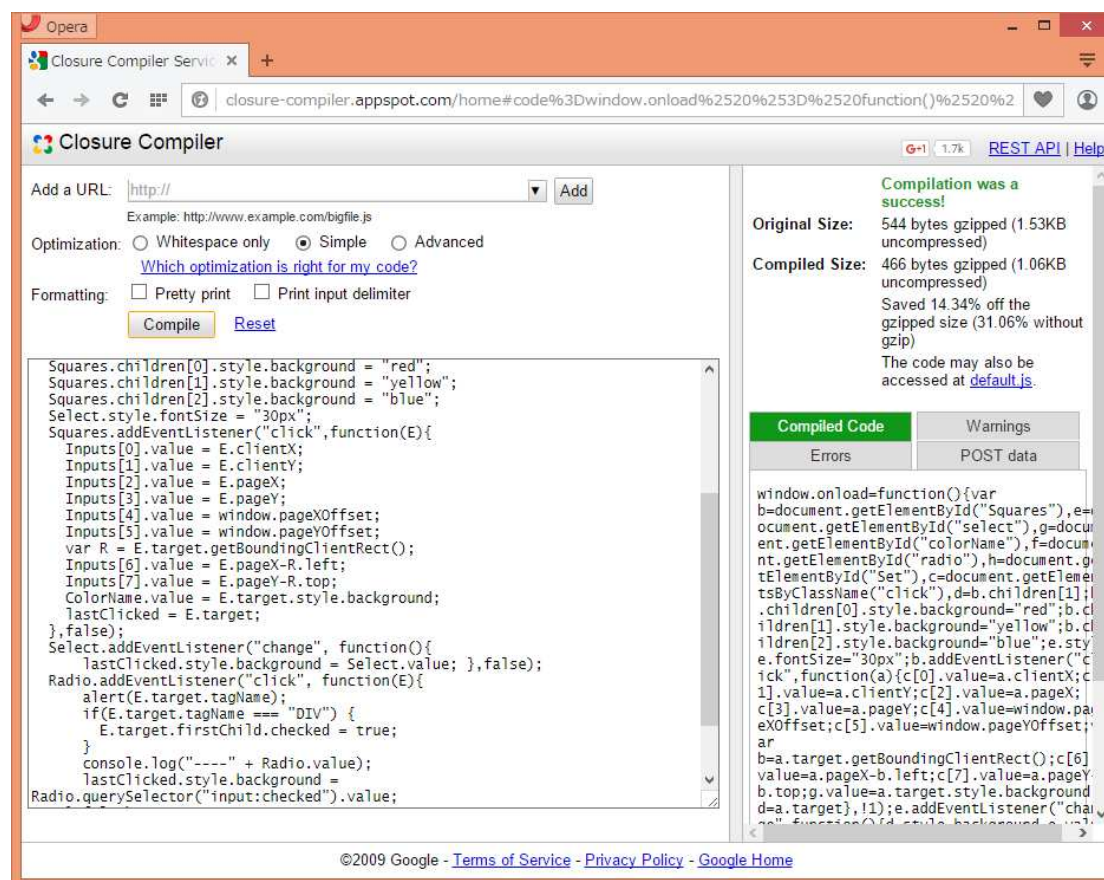 Opera
Closure Compiler Servic
closure-compiler.appspot.com/home#code%3Dwindow.onload%2520%253D%2520function()%2520%2
Closure Compiler
G+1 1.7k REST API | Help
Add a URL: http:// Add
Example: http://www.example.com/bigfile.js
Optimization: Whitespace only Simple Advanced
Which optimization is right for my code?
Formatting: Pretty print Print input delimiter
Compile Reset
Squares.children[0].style.background = "red";
Squares.children[1].style.background = "yellow";
Squares.children[2].style.background = "blue";
Select.style.fontSize = "30px";
Squares.addEventListener("click",function(E){
Inputs[0].value = E.clientX;
Inputs[1].value = E.clientY;
Inputs[2].value = E.pageX;
Inputs[3].value = E.pageY;
Inputs[4].value = window.pageXOffset;
Inputs[5].value = window.pageYOffset;
var R = E.target.getBoundingClientRect();
Inputs[6].value = E.pageX-R.left;
Inputs[7].value = E.pageY-R.top;
ColorName.value = E.target.style.background;
lastClicked = E.target;
},false);
Select.addEventListener("change", function(){
lastClicked.style.background = Select.value; },false);
Radio.addEventListener("click", function(E){
alert(E.target.tagName);
if(E.target.tagName === "DIV") {
E.target.firstChild.checked = true;
}
console.log("----" + Radio.value);
lastClicked.style.background =
Radio.querySelector("input:checked").value;
Compilation was a
success!
Original Size: 544 bytes gzipped (1.53KB
uncompressed)
Compiled Size: 466 bytes gzipped (1.06KB
uncompressed)
Saved 14.34% off the
gzipped size (31.06% without
gzip)
The code may also be
accessed at default.js.
Compiled Code Warnings
Errors POST data
window.onload=function(){var
b=document.getElementById("Squares"),e=
ocument.getElementById("select"),g=docu
ent.getElementById("colorName"),f=docum
nt.getElementById("radio"),h=document.g
tElementById("Set"),c=document.getElemen
tsByClassName("click"),d=b.children[1];
.children[0].style.background="red";b.c
ildren[1].style.background="yellow";b.c
ildren[2].style.background="blue";e.sty
e.fontSize="30px";b.addEventListener("c
ick",function(a){c[0].value=a.clientX;c
1].value=a.clientY;c[2].value=a.pageX;
c[3].value=a.pageY;c[4].value=window.pa
eXOffset;c[5].value=window.pageYOffset;
ar
b=a.target.getBoundingClientRect();c[6]
value=a.pageX-b.left;c[7].value=a.pageY-
b.top;g.value=a.target.style.background
d=a.target},!1);e.addEventListener("cha
©2009 Google - Terms of Service - Privacy Policy - Google Home